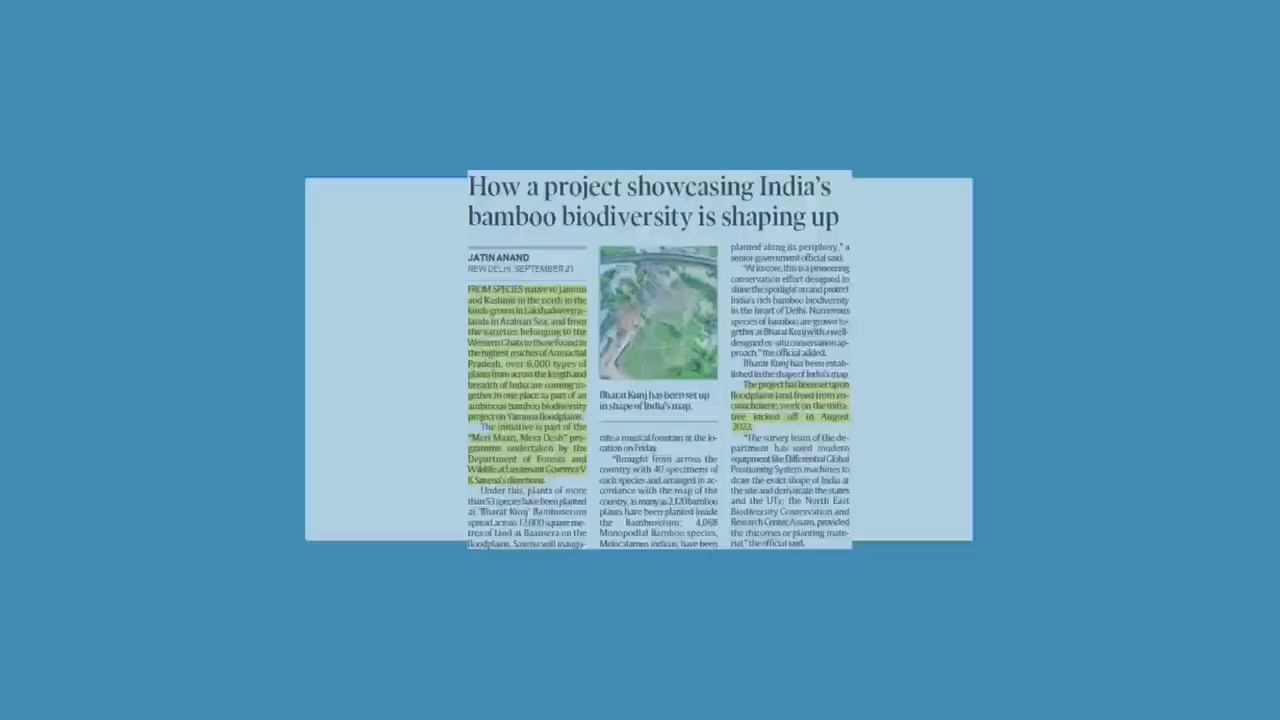 How a project showcasing India's
bamboo biodiversity is shaping up
JATIN ANAND
NEW DELHI, SEPTEMBER 21
FROM SPECIES native to Jammu
and Kashmir in the north to the
lands grown in Lakshadweep is-
lands in Arabian Sea, and from
the varieties belonging to the
Western Ghats to those found in
the highest reaches of Arunachal
Pradesh, over 6,000 types of
plants from across the length and
breadth of India are coming to-
gether in one place as part of an
ambitious bamboo biodiversity
project on Yamuna floodplains.
The initiative is part of the
"Meri Maati, Mera Desh" pro-
gramme undertaken by the
Department of Forests and
Wildlife at Lieutenant Governor V
K Saxena's directions.
Under this, plants of more
than 53 species have been planted
at 'Bharat Kunj' Bambusetum
spread across 12,000 square me-
tres of land at Baansera on the
floodplains. Saxena will inaugu-
Bharat Kunj has been set up
in shape of India's map.
rate a musical fountain at the lo-
cation on Friday.
"Brought from across the
country with 40 specimens of
each species and arranged in ac-
cordance with the map of the
country, as many as 2,120 bamboo
plants have been planted inside
the Bambusetum; 4,068
Monopodial Bamboo species,
Melocalamus indicus, have been
planted along its periphery," a
senior government official said.
"At its core, this is a pioneering
conservation effort designed to
shine the spotlight on and protect
India's rich bamboo biodiversity
in the heart of Delhi. Numerous
species of bamboo are grown to-
gether at Bharat Kunj with a well-
designed ex-situ conservation ap-
proach," the official added.
Bharat Kunj has been estab-
lished in the shape of India's map
The project has been set up on
floodplains land freed from en-
croachment; work on the initia-
tive kicked off in August
2022.
"The survey team of the de-
partment has used modern
equipment like Differential Global
Positioning System machines to
draw the exact shape of India at
the site and demarcate the states
and the UTs; the North East
Biodiversity Conservation and
Research Center, Assam, provided
the rhizomes or planting mate-
rial," the official said.